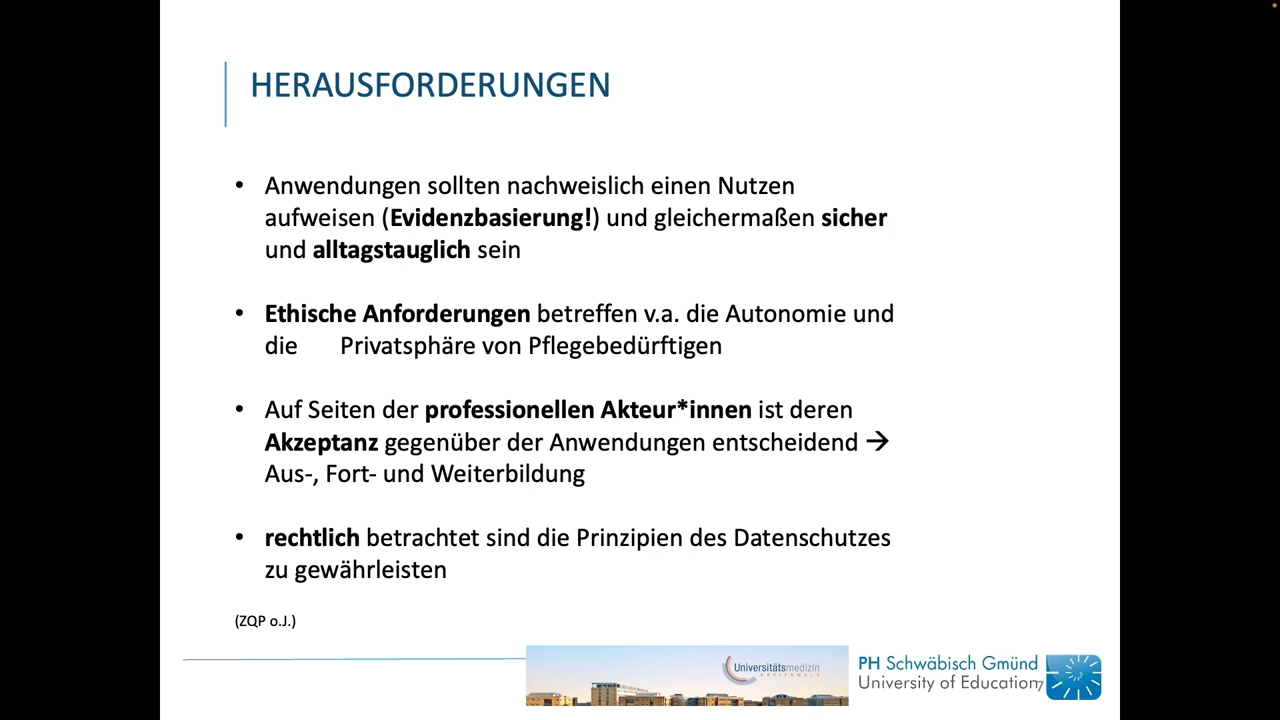 HERAUSFORDERUNGEN
• Anwendungen sollten nachweislich einen Nutzen
aufweisen (Evidenzbasierung!) und gleichermaßen sicher
und alltagstauglich sein
• Ethische Anforderungen betreffen v.a. die Autonomie und
die Privatsphäre von Pflegebedürftigen
• Auf Seiten der professionellen Akteur*innen ist deren
Akzeptanz gegenüber der Anwendungen entscheidend →
Aus-, Fort- und Weiterbildung
• rechtlich betrachtet sind die Prinzipien des Datenschutzes
zu gewährleisten
(ZQP o.J.)
Universitätsmedizin
GREIFSWALD
PH Schwäbisch Gmünd
University of Education
7